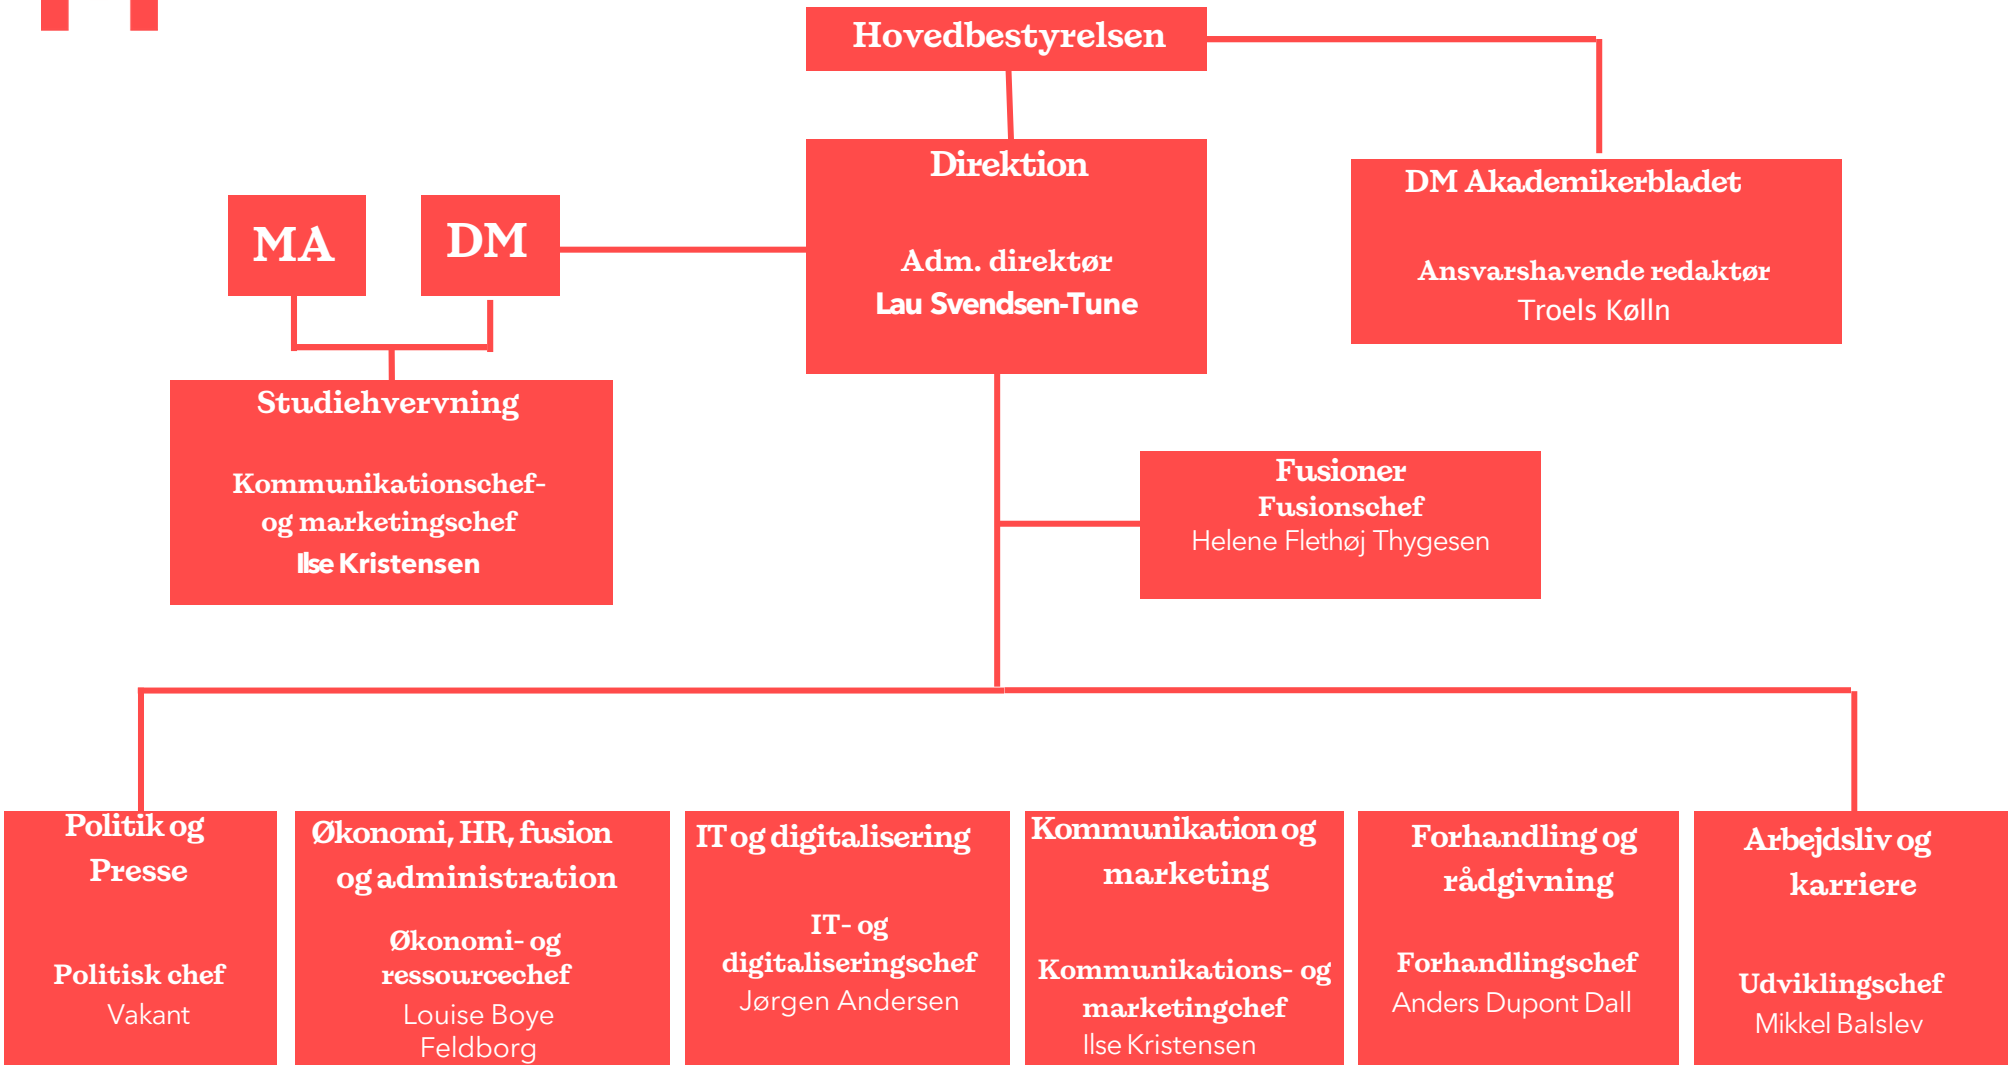 Hovedbestyrelsen
Direktion
Adm. direktør
Lau Svendsen-Tune
DM Akademikerbladet
Ansvarshavende redaktør
Troels Kølln
MA
DM
Studiehvervning
Kommunikationschef-
og marketingschef
Ilse Kristensen
Fusioner
Fusionschef
Helene Flethøj Thygesen
Politik og
Presse
Politisk chef
Vakant
Økonomi, HR, fusion
og administration
Økonomi- og
ressourcechef
Louise Boye
Feldborg
IT og digitalisering
IT- og
digitaliseringschef
Jørgen Andersen
Kommunikation og
marketing
Kommunikations- og
marketingchef
Ilse Kristensen
Forhandling og
rådgivning
Forhandlingschef
Anders Dupont Dall
Arbejdsliv og
karriere
Udviklingschef
Mikkel Balslev